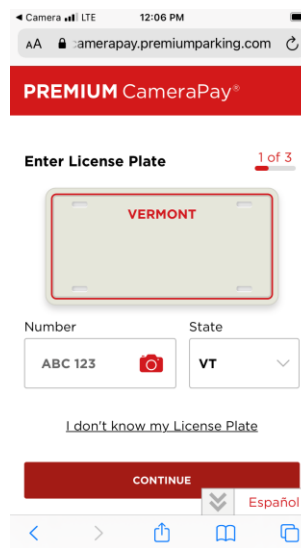 ◀ Camera LTE 12:06 PM
AA camerapay.premiumparking.com
PREMIUM CameraPay®
Enter License Plate 1 of 3
VERMONT
Number State
ABC 123 VT
I don't know my License Plate
CONTINUE
Español